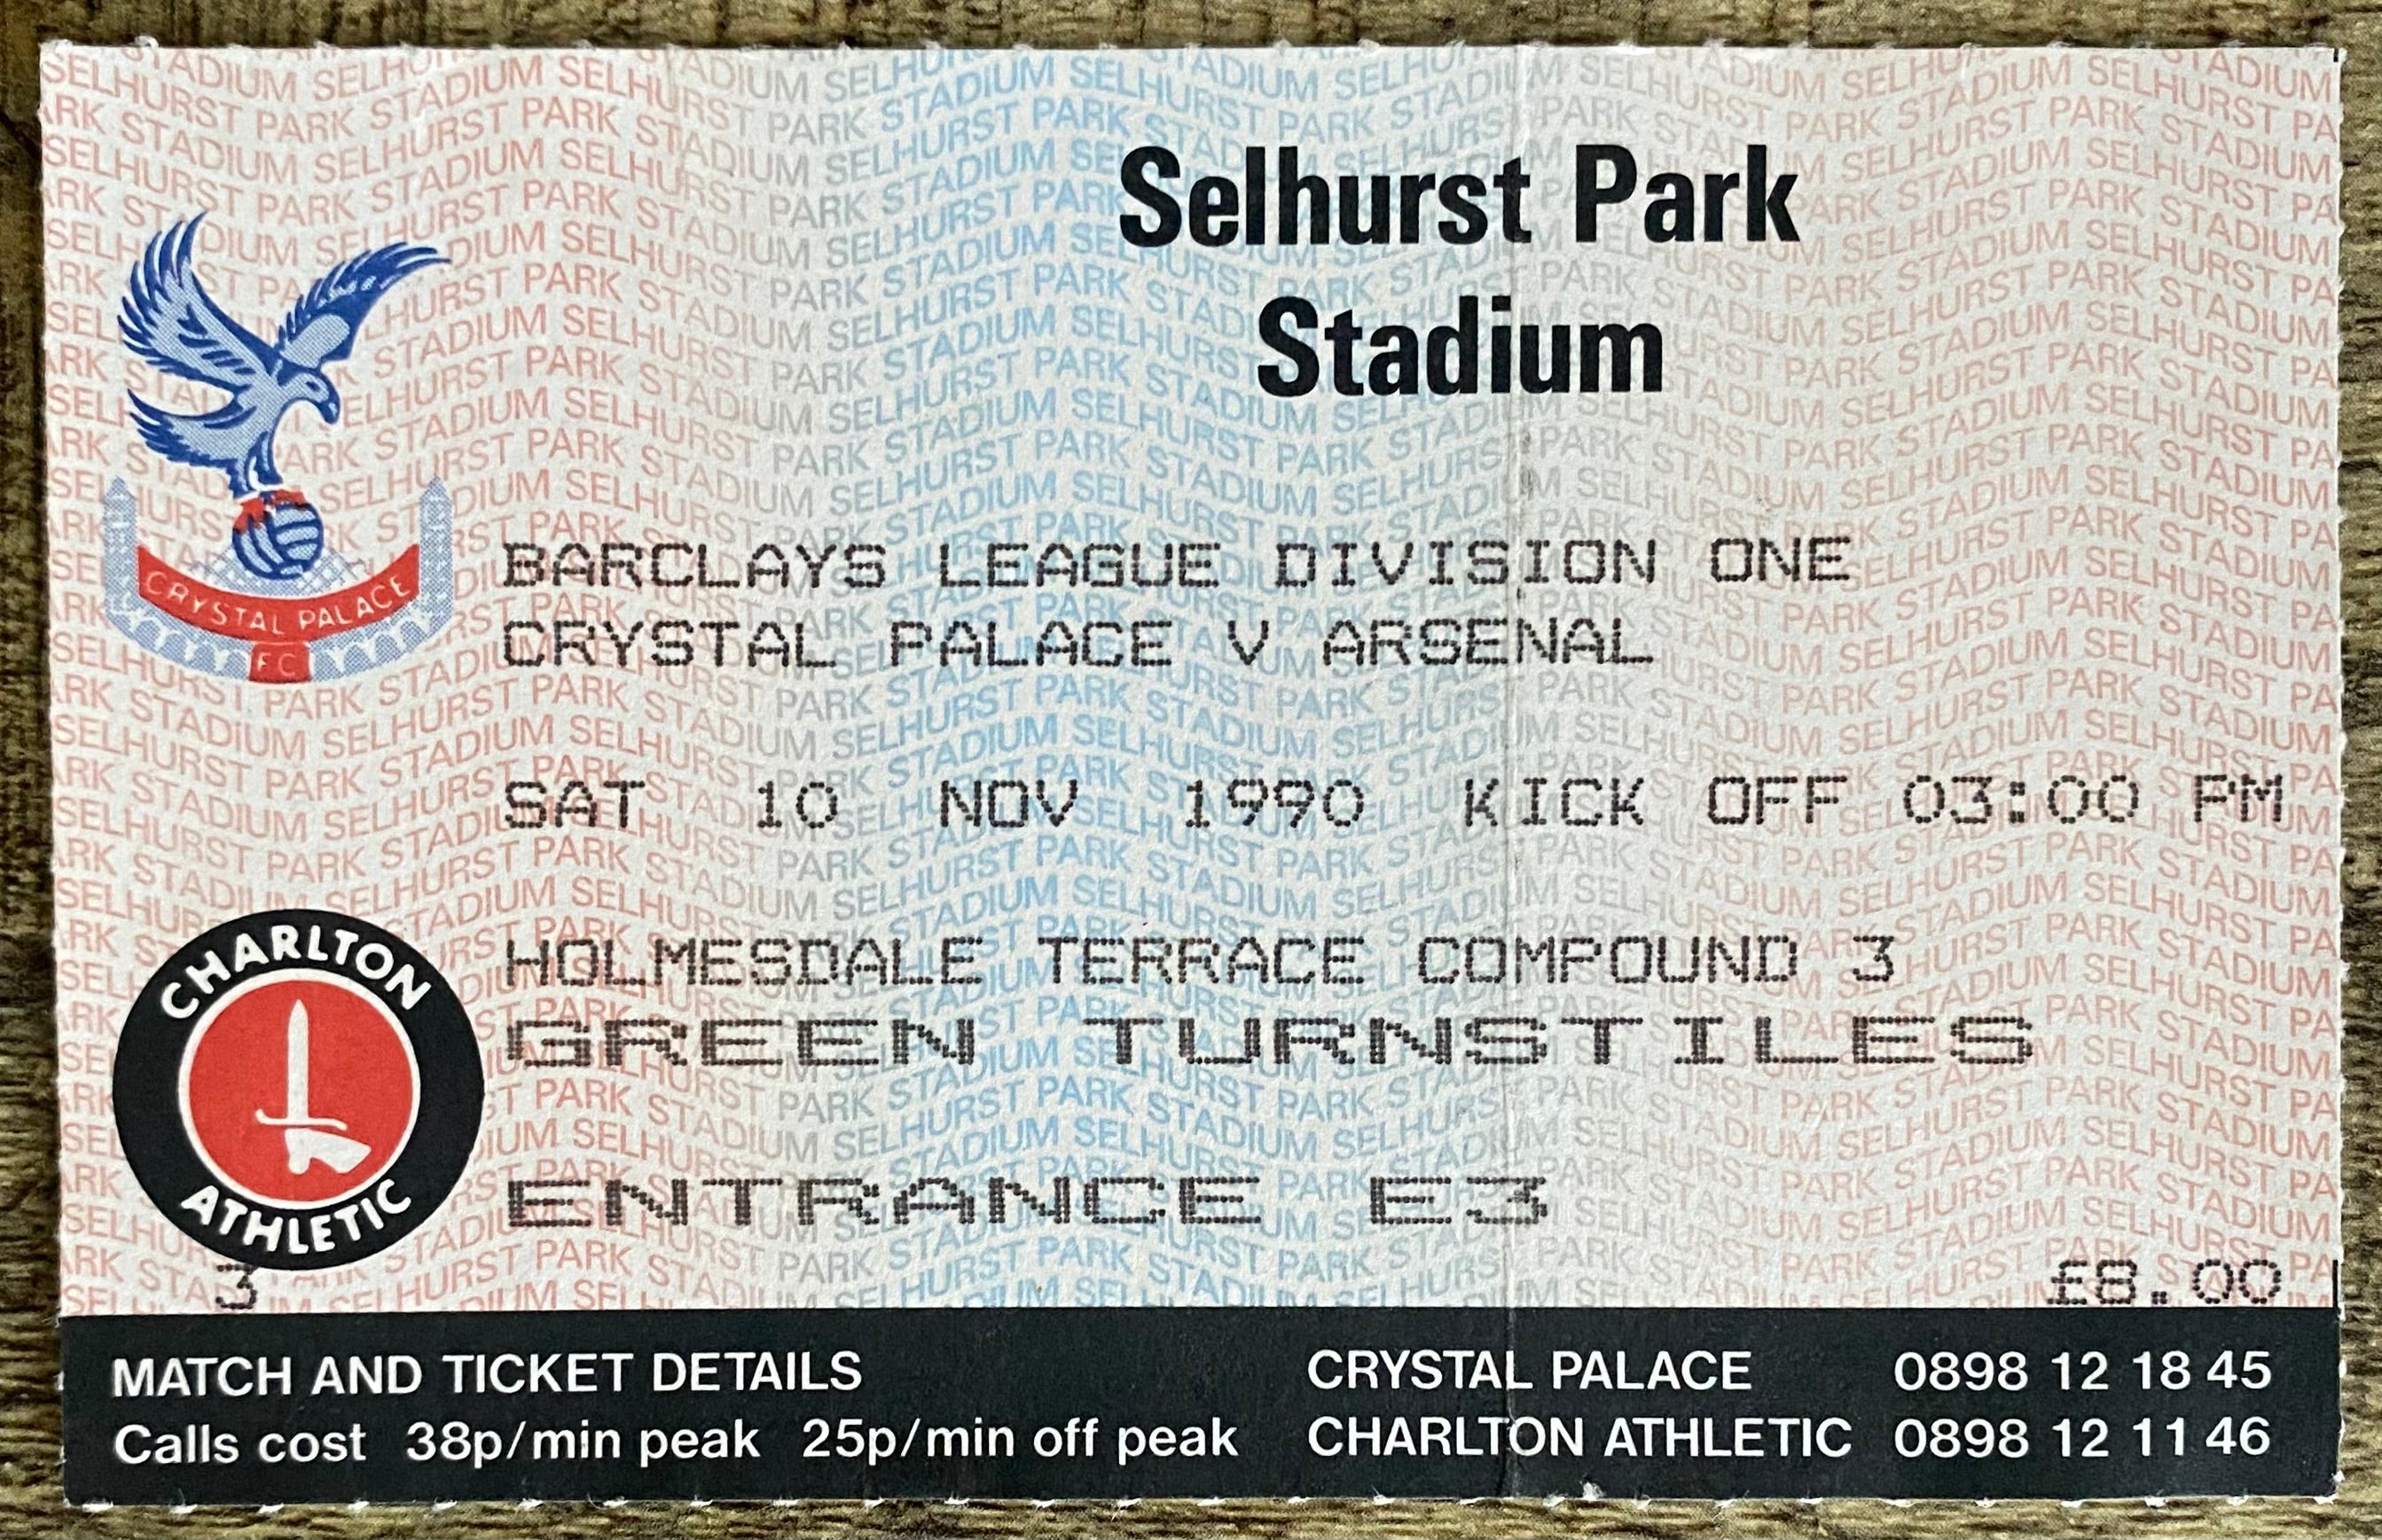 Selhurst Park
Stadium
CRYSTAL PALACE
FC
BARCLAYS LEAGUE DIVISION ONE
CRYSTAL PALACE V ARSENAL
SAT 10 NOV 1990 KICK OFF 03:00 PM
CHARLTON
ATHLETIC
HOLMESDALE TERRACE COMPOUND 3
GREEN TURNSTILES
ENTRANCE E3
3
£8.00
MATCH AND TICKET DETAILS
Calls cost 38p/min peak 25p/min off peak
CRYSTAL PALACE 0898 12 18 45
CHARLTON ATHLETIC 0898 12 11 46